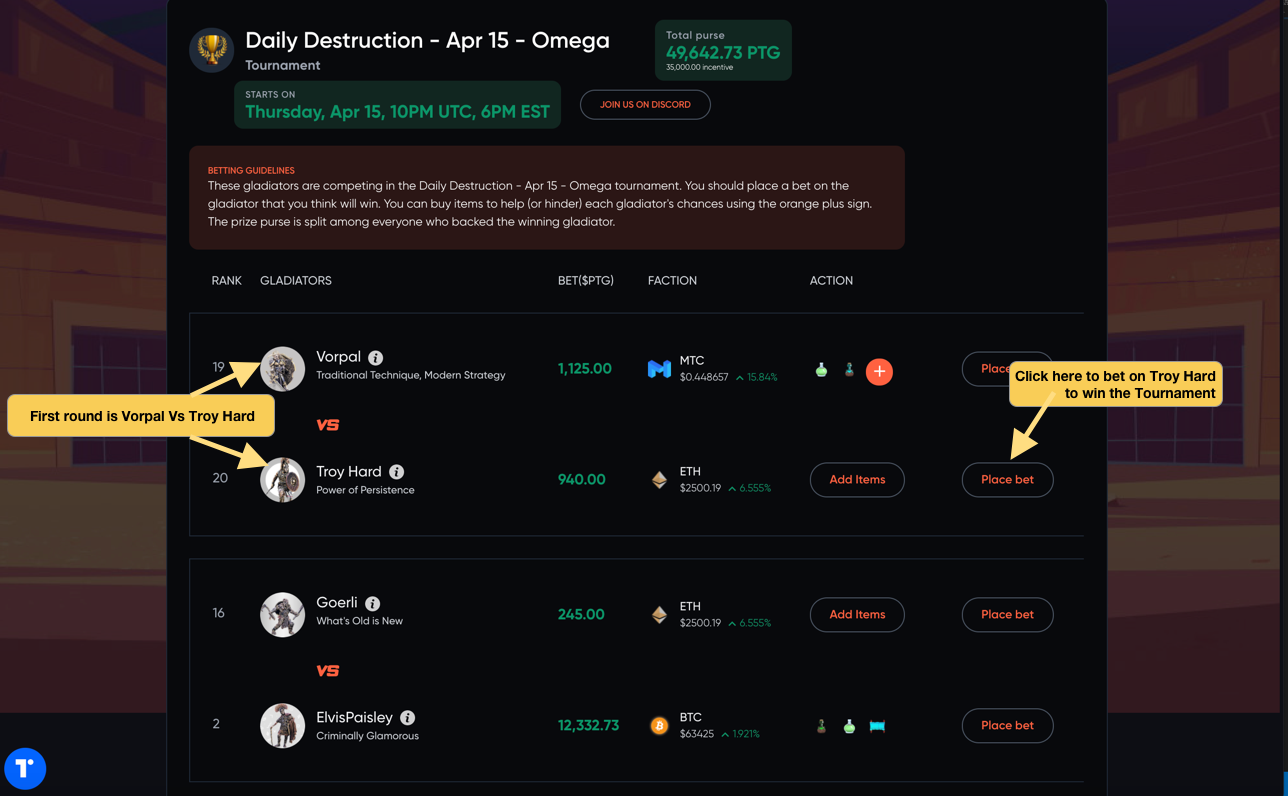 Daily Destruction - Apr 15 - Omega
Tournament
Total purse
49,642.73 PTG
35,000.00 incentive
STARTS ON
Thursday, Apr 15, 10PM UTC, 6PM EST
JOIN US ON DISCORD
BETTING GUIDELINES
These gladiators are competing in the Daily Destruction - Apr 15 - Omega tournament. You should place a bet on the
gladiator that you think will win. You can buy items to help (or hinder) each gladiator's chances using the orange plus sign.
The prize purse is split among everyone who backed the winning gladiator.
RANK GLADIATORS BET($PTG) FACTION ACTION
19 Vorpal 1,125.00 MTC Place
Traditional Technique, Modern Strategy $0.448657 15.84%
Click here to bet on Troy Hard
to win the Tournament
First round is Vorpal Vs Troy Hard
VS
20 Troy Hard 940.00 ETH Add Items Place bet
Power of Persistence $2500.19 6.555%
16 Goerli 245.00 ETH Add Items Place bet
What's Old is New $2500.19 6.555%
VS
2 ElvisPaisley 12,332.73 BTC Place bet
Criminally Glamorous $63425 1.921%